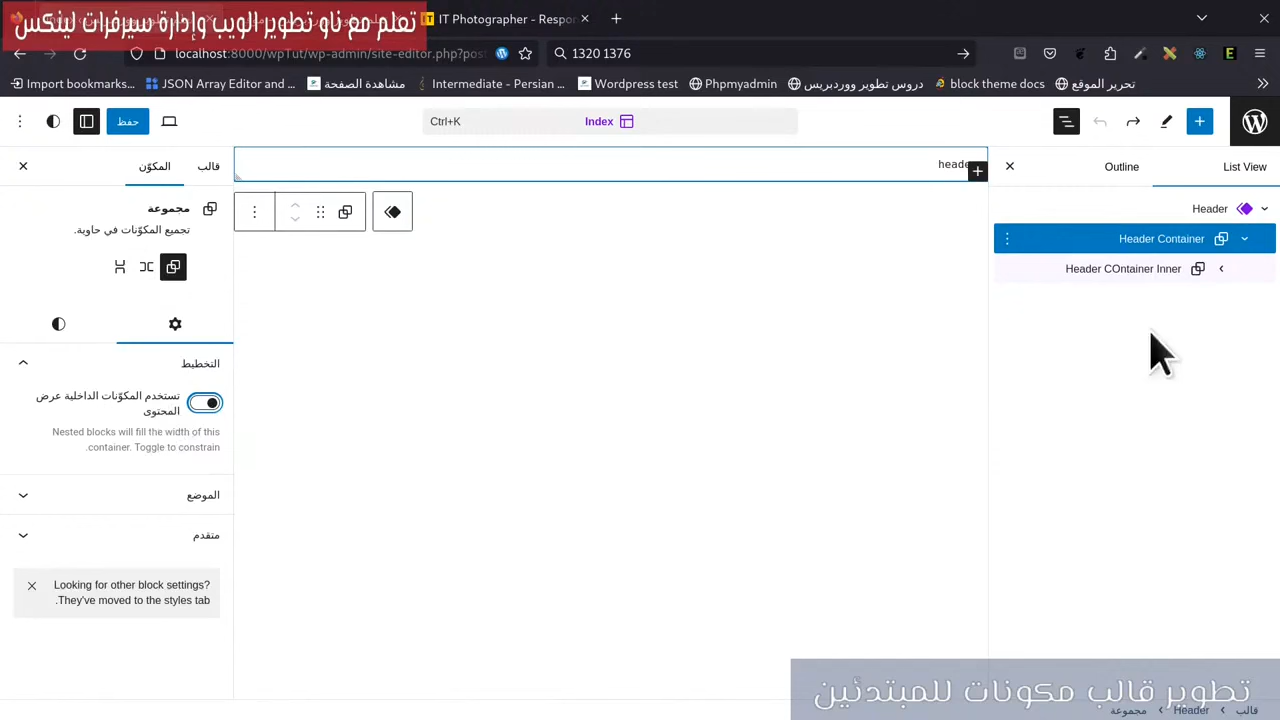 تعلم مع ناو تطوير الويب وإدارة سيرفرات لينكس
IT Photographer - Respon
localhost:8000/wpTut/wp-admin/site-editor.php?post
1320 1376
Import bookmarks...
JSON Array Editor and ...
مشاهدة الصفحة
Intermediate - Persian ...
Wordpress test
Phpmyadmin
دروس تطوير ووردبريس
block theme docs
تحرير الموقع
حفظ
Ctrl+K
Index
قالب
المكوّن
مجموعة
تجميع المكوّنات في حاوية.
التخطيط
تستخدم المكوّنات الداخلية عرض
المحتوى
Nested blocks will fill the width of this
container. Toggle to constrain.
الموضع
متقدم
Looking for other block settings?
They've moved to the styles tab.
Outline
List View
Header
Header Container
Header COntainer Inner
تطوير قالب مكونات للمبتدئين
قالب
Header
مجموعة